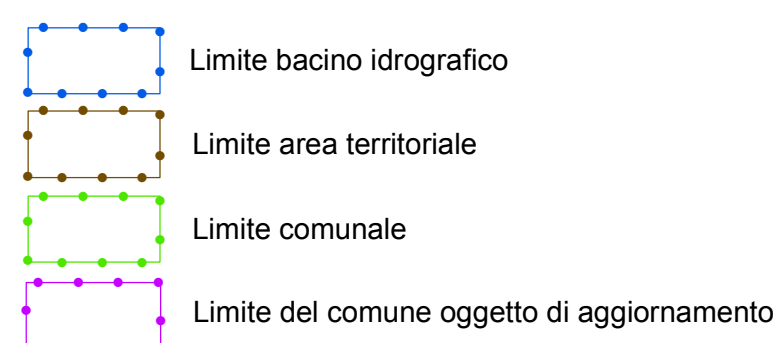 Limite bacino idrografico
Limite area territoriale
Limite comunale
Limite del comune oggetto di aggiornamento